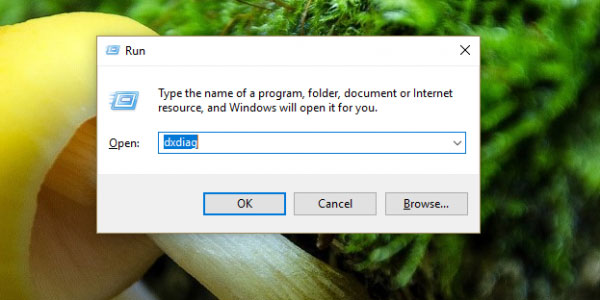 Run
Type the name of a program, folder, document or Internet
resource, and Windows will open it for you.
Open:
dxdiag
OK
Cancel
Browse...